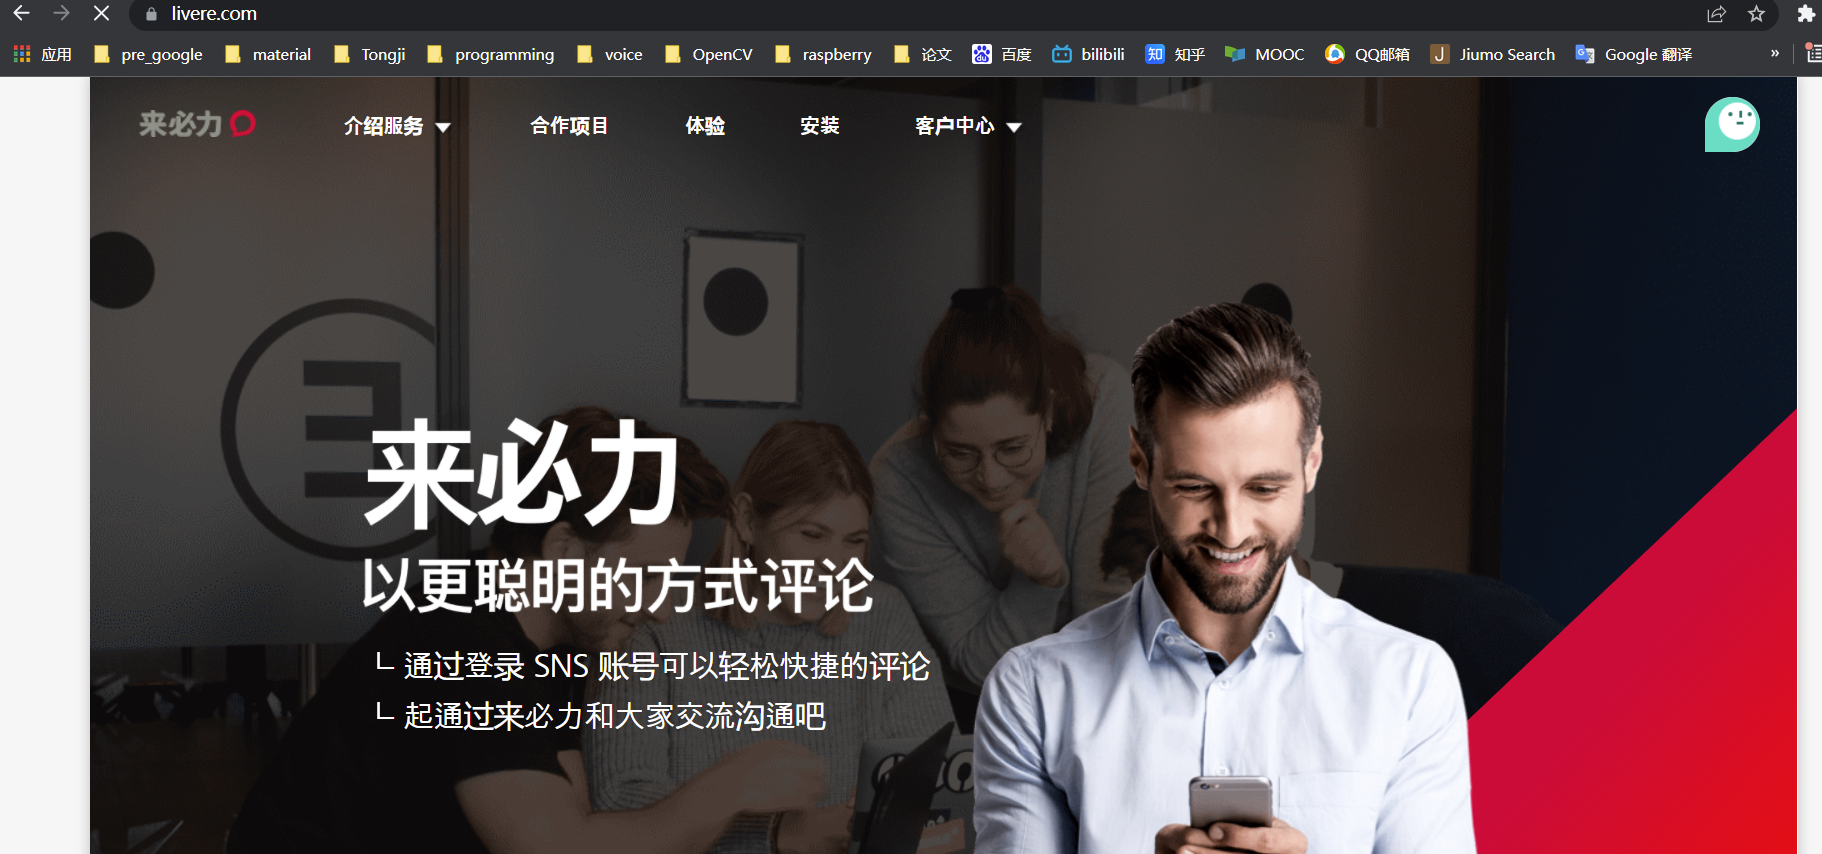 livere.com
应用 pre_google material Tongji programming voice OpenCV raspberry 论文 百度 bilibili 知 知乎 MOOC QQ邮箱 J Jiumo Search Google 翻译 »
来必力 介绍服务 合作项目 体验 安装 客户中心
来必力
以更聪明的方式评论
通过登录 SNS 账号可以轻松快捷的评论
起通过来必力和大家交流沟通吧